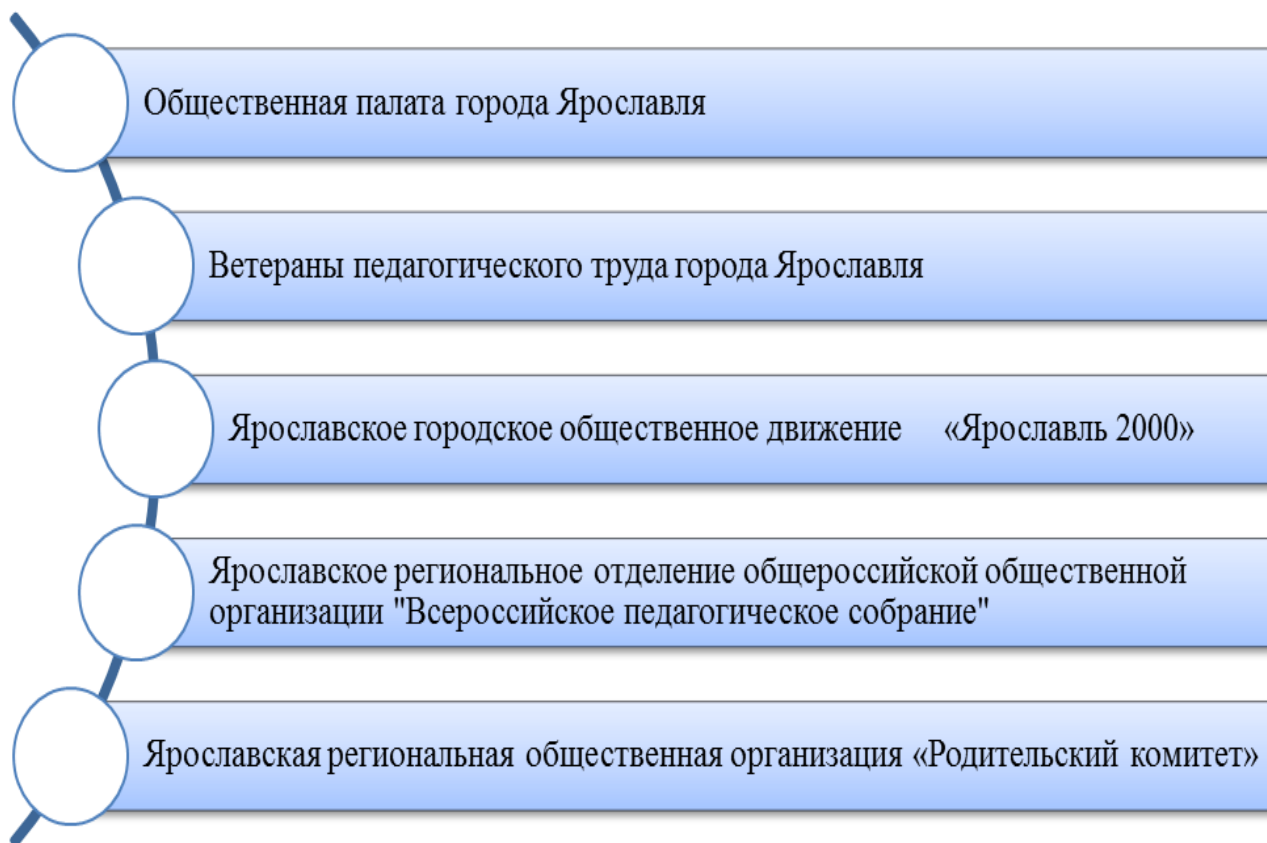 Общественная палата города Ярославля
Ветераны педагогического труда города Ярославля
Ярославское городское общественное движение «Ярославль 2000»
Ярославское региональное отделение общероссийской общественной
организации "Всероссийское педагогическое собрание"
Ярославская региональная общественная организация «Родительский комитет»